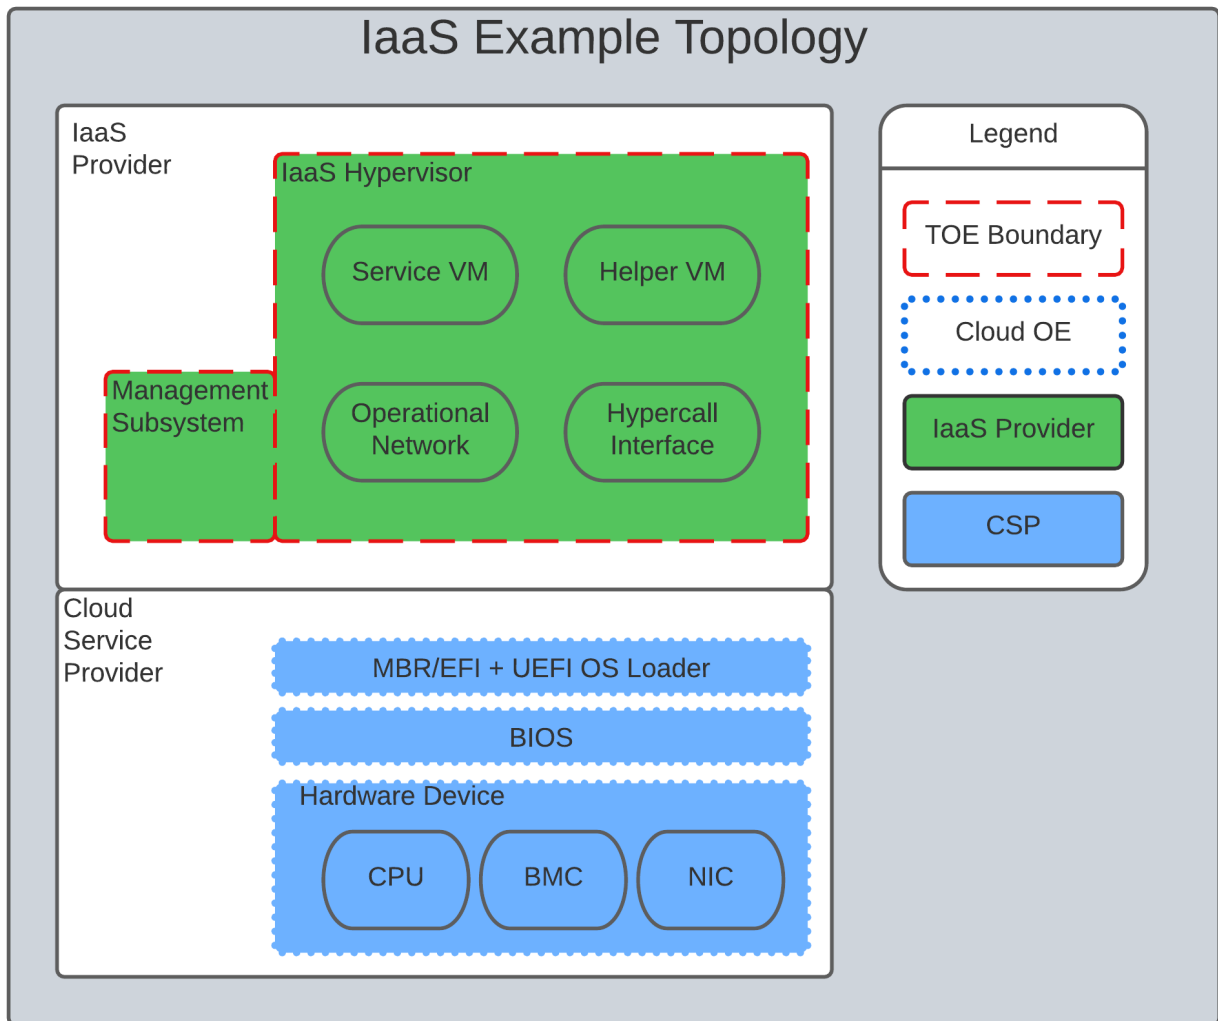 IaaS Example Topology
IaaS
Provider
IaaS Hypervisor
Service VM
Helper VM
Management
Subsystem
Operational
Network
Hypercall
Interface
Cloud
Service
Provider
MBR/EFI + UEFI OS Loader
BIOS
Hardware Device
CPU
BMC
NIC
Legend
TOE Boundary
Cloud OE
IaaS Provider
CSP